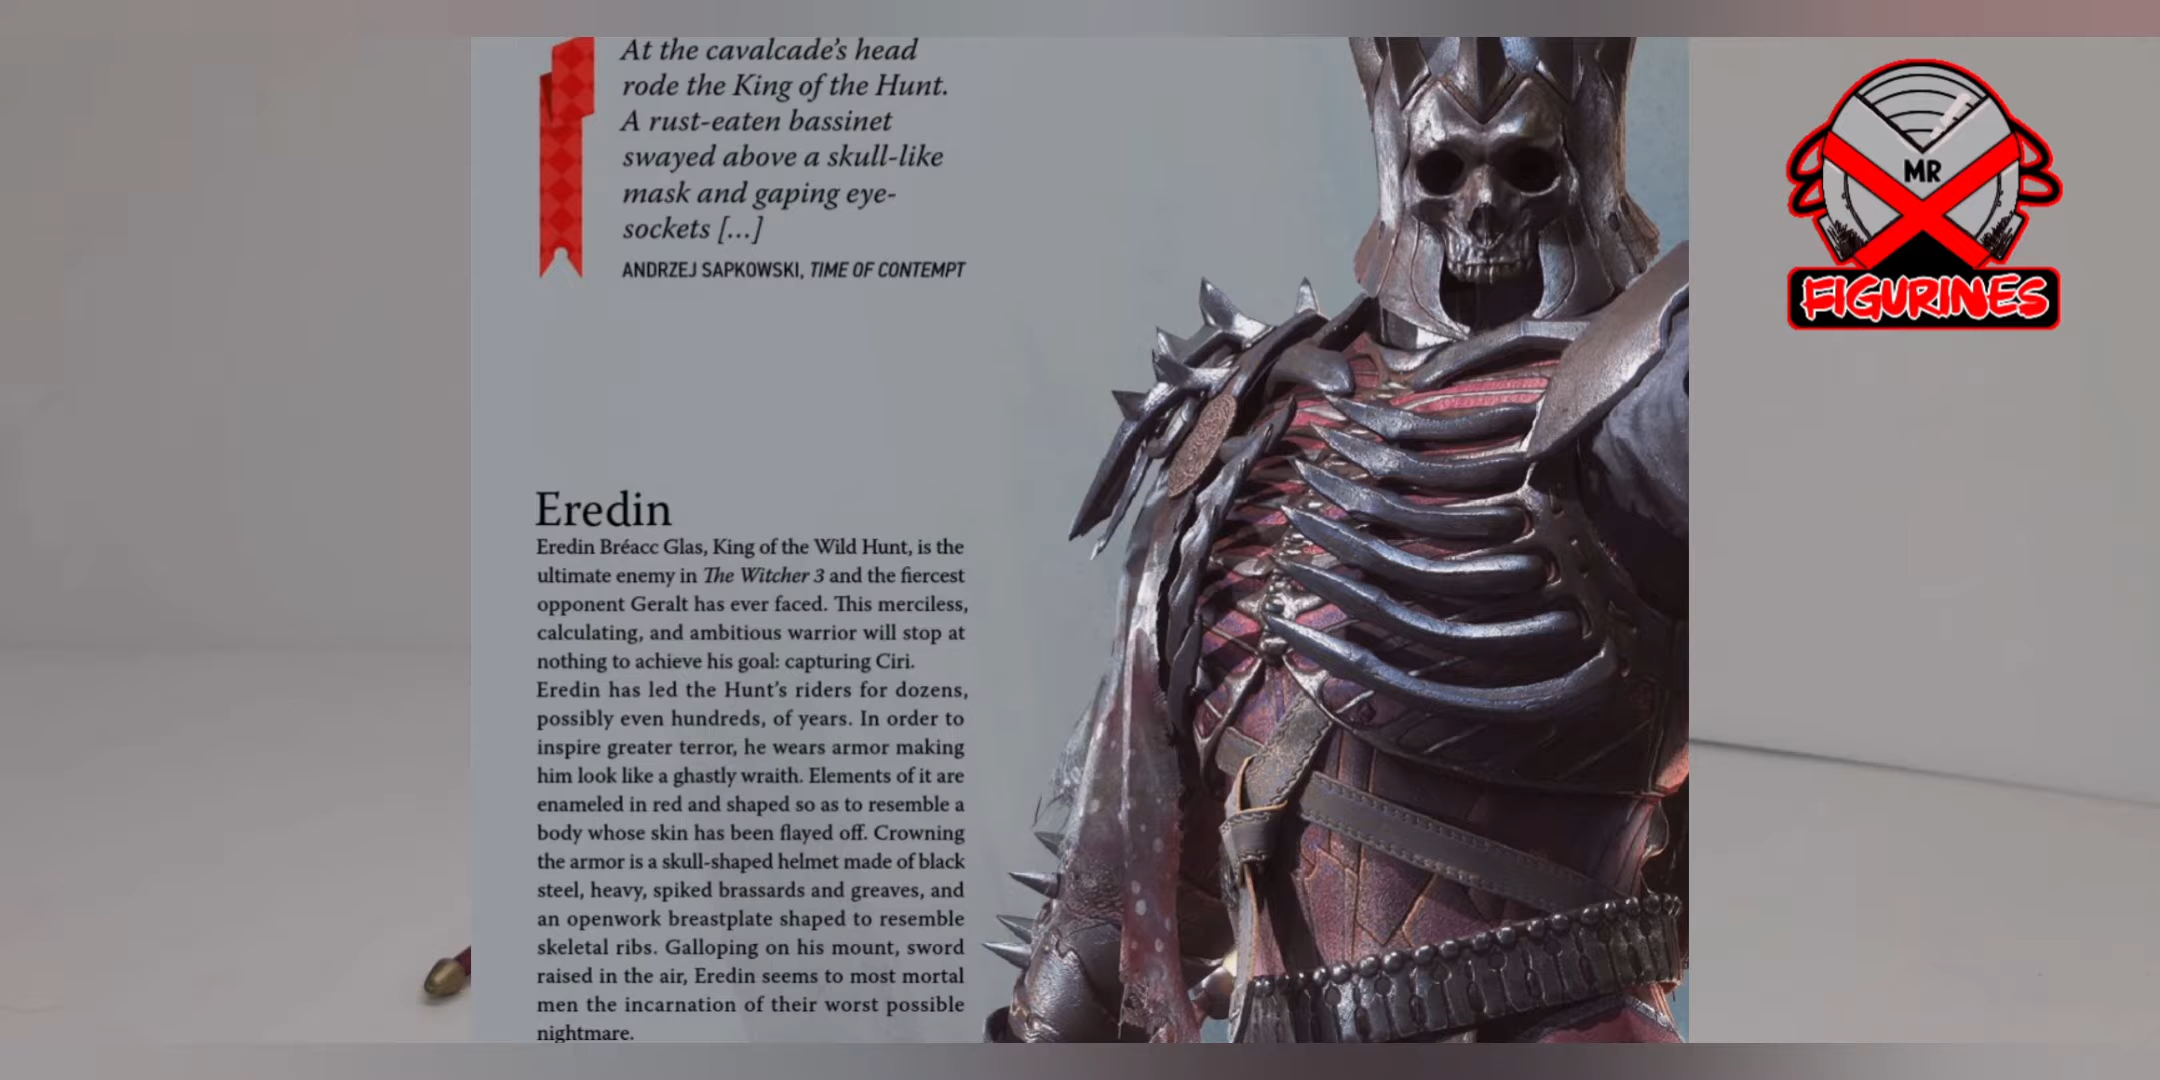 At the cavalcade's head
rode the King of the Hunt.
A rust-eaten bassinet
swayed above a skull-like
mask and gaping eye-
sockets [...]
ANDRZEJ SAPKOWSKI, TIME OF CONTEMPT
Eredin
Eredin Bréacc Glas, King of the Wild Hunt, is the
ultimate enemy in The Witcher 3 and the fiercest
opponent Geralt has ever faced. This merciless,
calculating, and ambitious warrior will stop at
nothing to achieve his goal: capturing Ciri.
Eredin has led the Hunt's riders for dozens,
possibly even hundreds, of years. In order to
inspire greater terror, he wears armor making
him look like a ghastly wraith. Elements of it are
enameled in red and shaped so as to resemble a
body whose skin has been flayed off. Crowning
the armor is a skull-shaped helmet made of black
steel, heavy, spiked brassards and greaves, and
an openwork breastplate shaped to resemble
skeletal ribs. Galloping on his mount, sword
raised in the air, Eredin seems to most mortal
men the incarnation of their worst possible
nightmare.
MR
FIGURINES